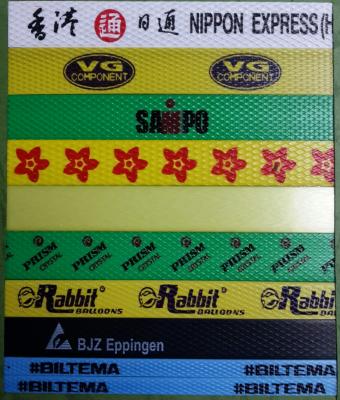 香港 通 日通 NIPPON EXPRESS(H
VG VG
COMPONENT COMPONENT
SAMPO
PRISM PRISM PRISM PRISM PRISM PRISM
CRYSTAL CRYSTAL CRYSTAL CRYSTAL CRYSTAL CRYSTAL
Rabbit Rabbit Rabbit
BALLOONS BALLOONS BALLOONS
BJZ Eppingen
#BILTEMA #BILTEMA
#BILTEMA #BILTEMA